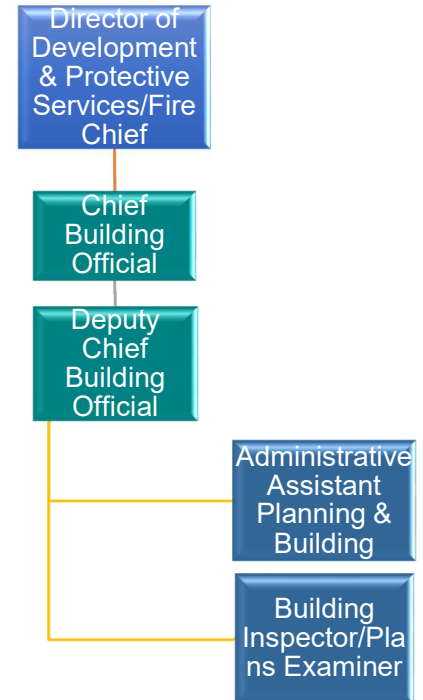 Director of
Development
& Protective
Services/Fire
Chief
Chief
Building
Official
Deputy
Chief
Building
Official
Administrative
Assistant
Planning &
Building
Building
Inspector/Pla
ns Examiner